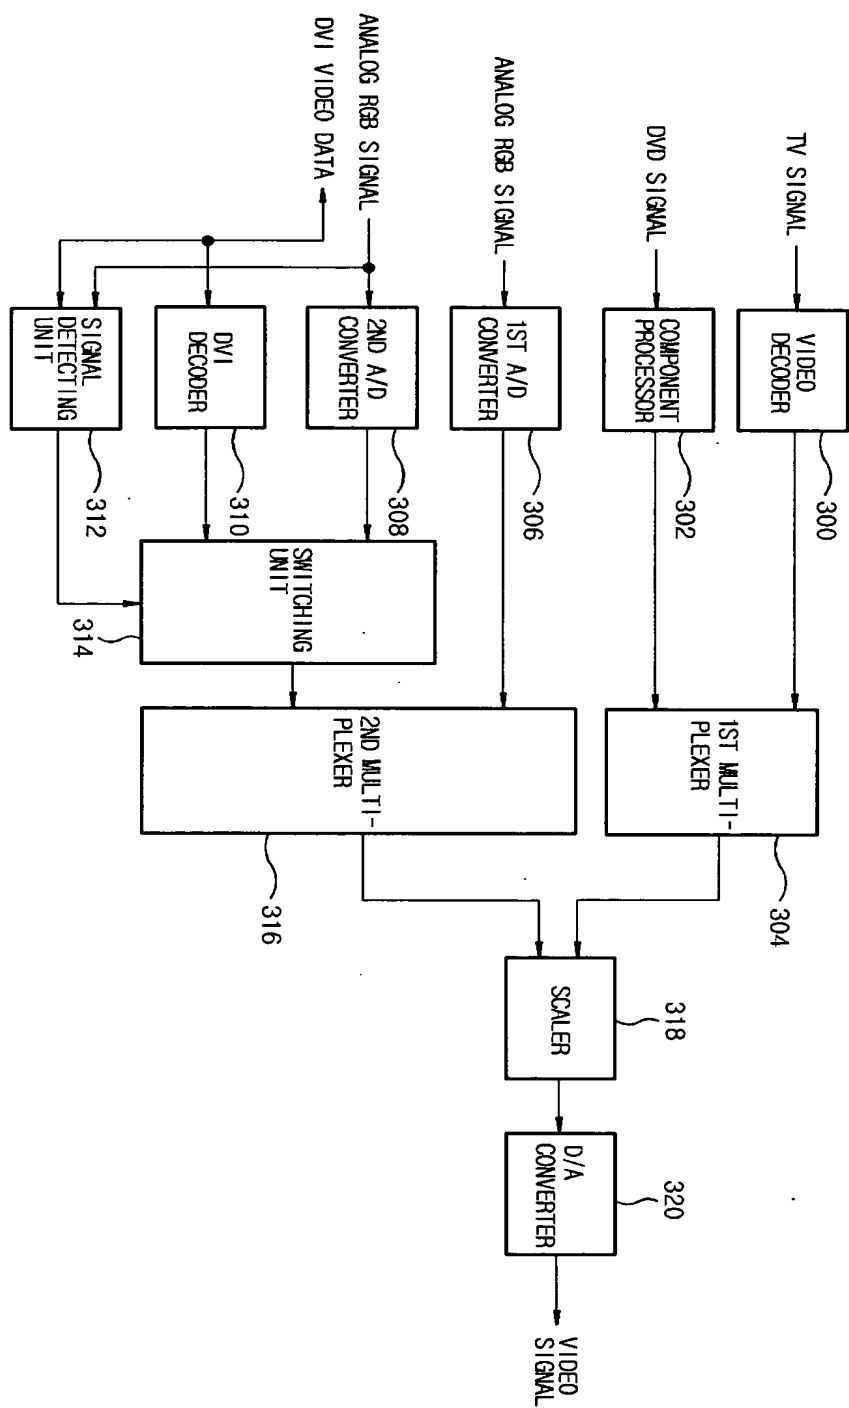 TV SIGNAL
VIDEO
DECODER
300
DVD SIGNAL
COMPONENT
PROCESSOR
302
1ST MULTI-
PLEXER
304
ANALOG RGB SIGNAL
1ST A/D
CONVERTER
306
ANALOG RGB SIGNAL
2ND A/D
CONVERTER
308
DVI VIDEO DATA
DVI
DECODER
310
SIGNAL
DETECTING
UNIT
312
SWITCHING
UNIT
314
2ND MULTI-
PLEXER
316
SCALER
318
D/A
CONVERTER
320
VIDEO
SIGNAL